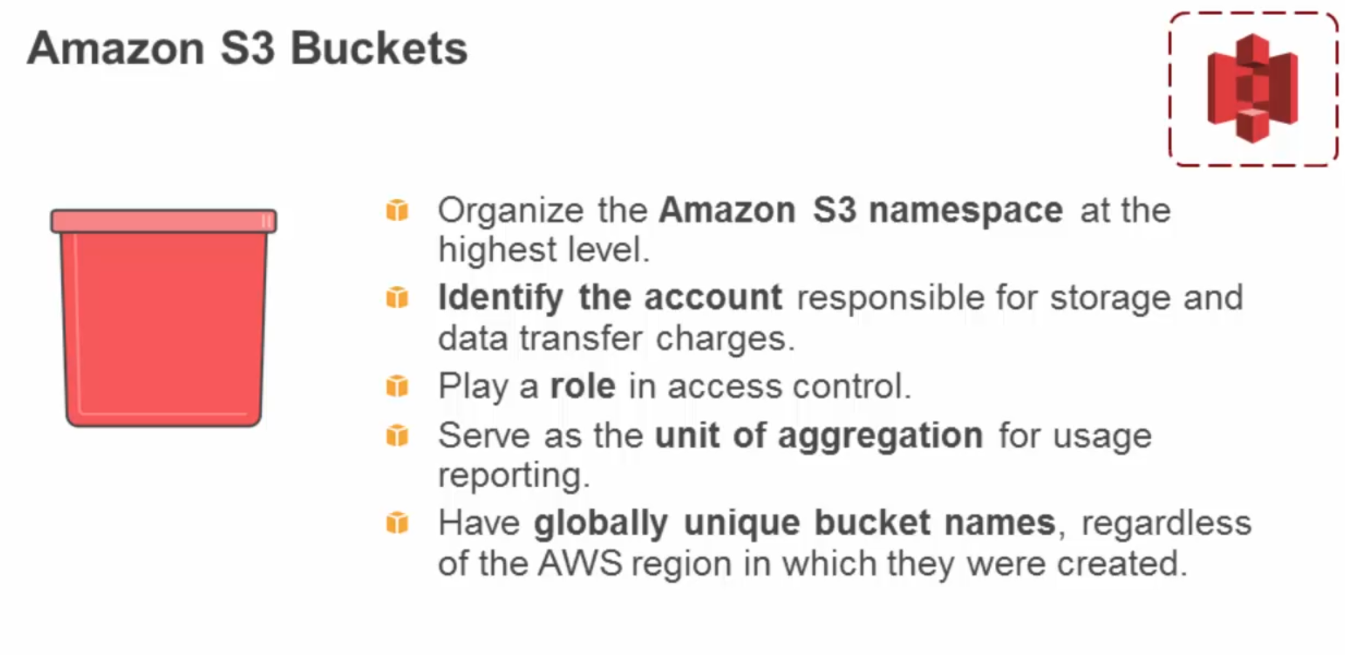 Amazon S3 Buckets
Organize the Amazon S3 namespace at the
highest level.
Identify the account responsible for storage and
data transfer charges.
Play a role in access control.
Serve as the unit of aggregation for usage
reporting.
Have globally unique bucket names, regardless
of the AWS region in which they were created.